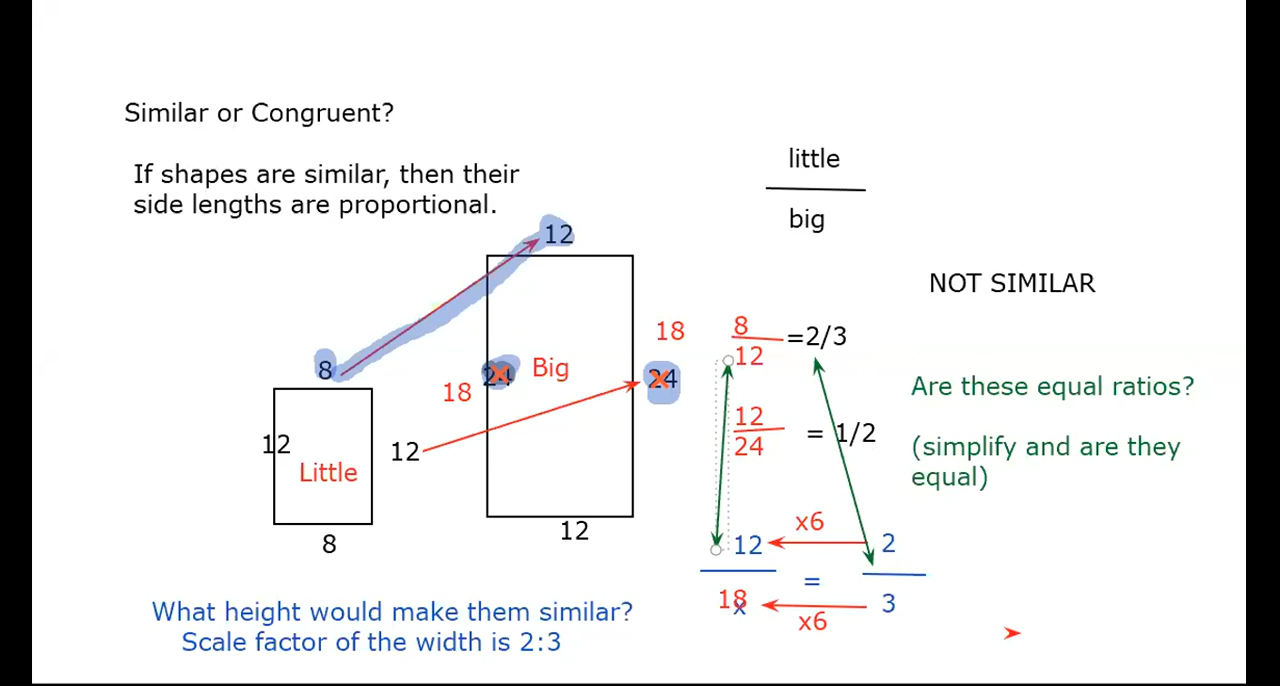 Similar or Congruent?
If shapes are similar, then their
side lengths are proportional.
little
big
12
NOT SIMILAR
18
8
=2/3
12
8
24
Big
24
18
Are these equal ratios?
12
= 1/2
24
12
12
Little
(simplify and are they
equal)
12
8
x6
12
2
=
18
x
3
x6
What height would make them similar?
Scale factor of the width is 2:3